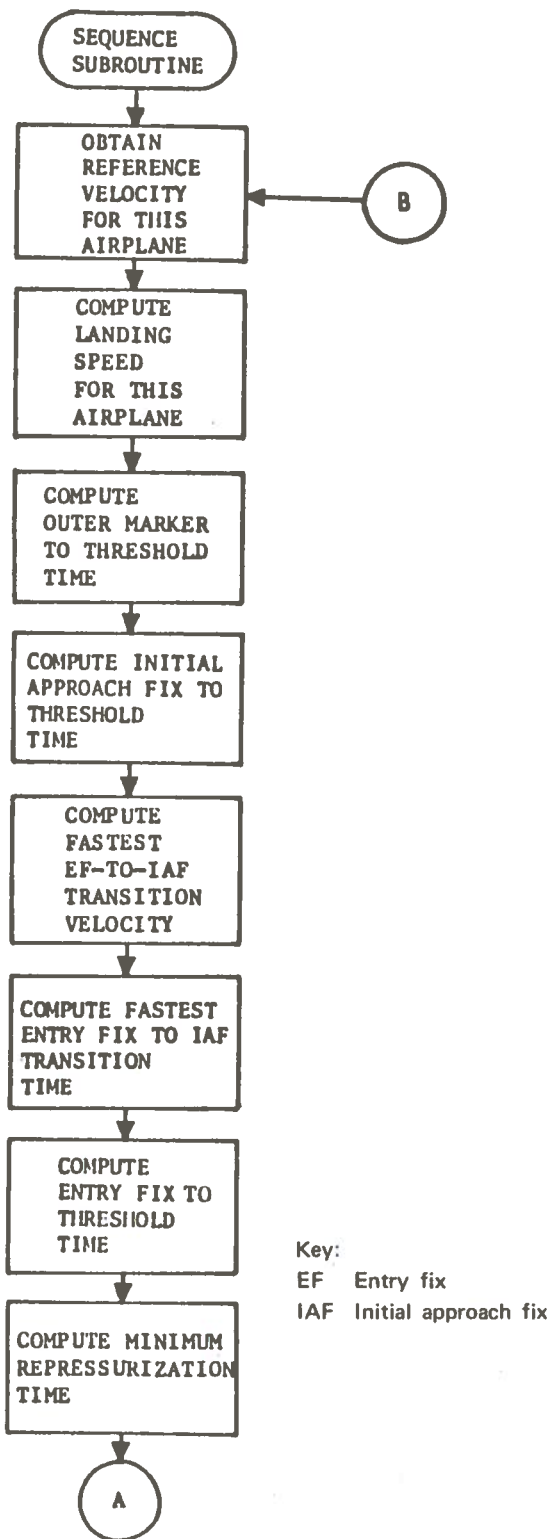 SEQUENCE
SUBROUTINE
OBTAIN
REFERENCE
VELOCITY
FOR THIS
AIRPLANE
B
COMPUTE
LANDING
SPEED
FOR THIS
AIRPLANE
COMPUTE
OUTER MARKER
TO THRESHOLD
TIME
COMPUTE INITIAL
APPROACH FIX TO
THRESHOLD
TIME
COMPUTE
FASTEST
EF-TO-IAF
TRANSITION
VELOCITY
COMPUTE FASTEST
ENTRY FIX TO IAF
TRANSITION
TIME
COMPUTE
ENTRY FIX TO
THRESHOLD
TIME
Key:
EF Entry fix
IAF Initial approach fix
COMPUTE MINIMUM
REPRESSURIZATION
TIME
A